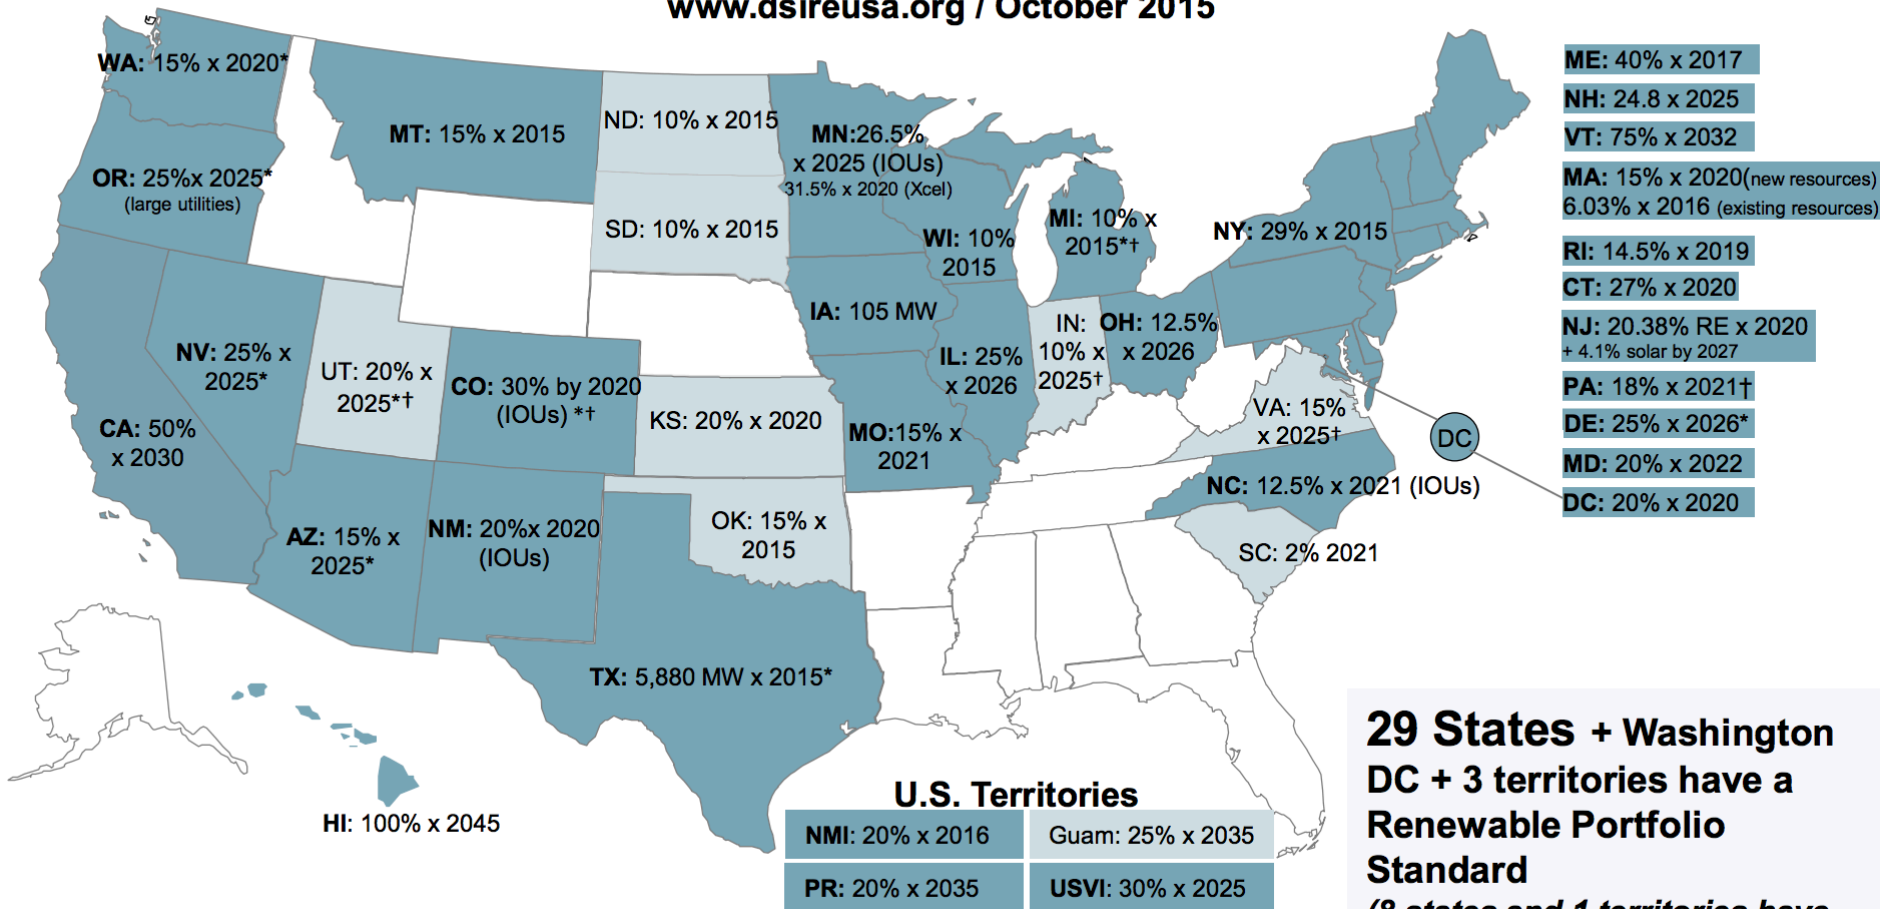 www.dsireusa.org / October 2015
WA: 15% x 2020*
OR: 25%x 2025*
(large utilities)
CA: 50%
x 2030
NV: 25% x
2025*
MT: 15% x 2015
UT: 20% x
2025*†
AZ: 15% x
2025*
CO: 30% by 2020
(IOUs) *†
NM: 20%x 2020
(IOUs)
ND: 10% x 2015
SD: 10% x 2015
KS: 20% x 2020
OK: 15% x
2015
TX: 5,880 MW x 2015*
MN:26.5%
x 2025 (IOUs)
31.5% x 2020 (Xcel)
IA: 105 MW
MO:15% x
2021
WI: 10%
2015
IL: 25%
x 2026
MI: 10% x
2015*†
IN:
10% x
2025†
OH: 12.5%
x 2026
NY: 29% x 2015
VA: 15%
x 2025†
NC: 12.5% x 2021 (IOUs)
SC: 2% 2021
DC
HI: 100% x 2045
ME: 40% x 2017
NH: 24.8 x 2025
VT: 75% x 2032
MA: 15% x 2020(new resources)
6.03% x 2016 (existing resources)
RI: 14.5% x 2019
CT: 27% x 2020
NJ: 20.38% RE x 2020
+ 4.1% solar by 2027
PA: 18% x 2021†
DE: 25% x 2026*
MD: 20% x 2022
DC: 20% x 2020
U.S. Territories
NMI: 20% x 2016
Guam: 25% x 2035
PR: 20% x 2035
USVI: 30% x 2025
29 States + Washington
DC + 3 territories have a
Renewable Portfolio
Standard
(8 states and 1 territories have